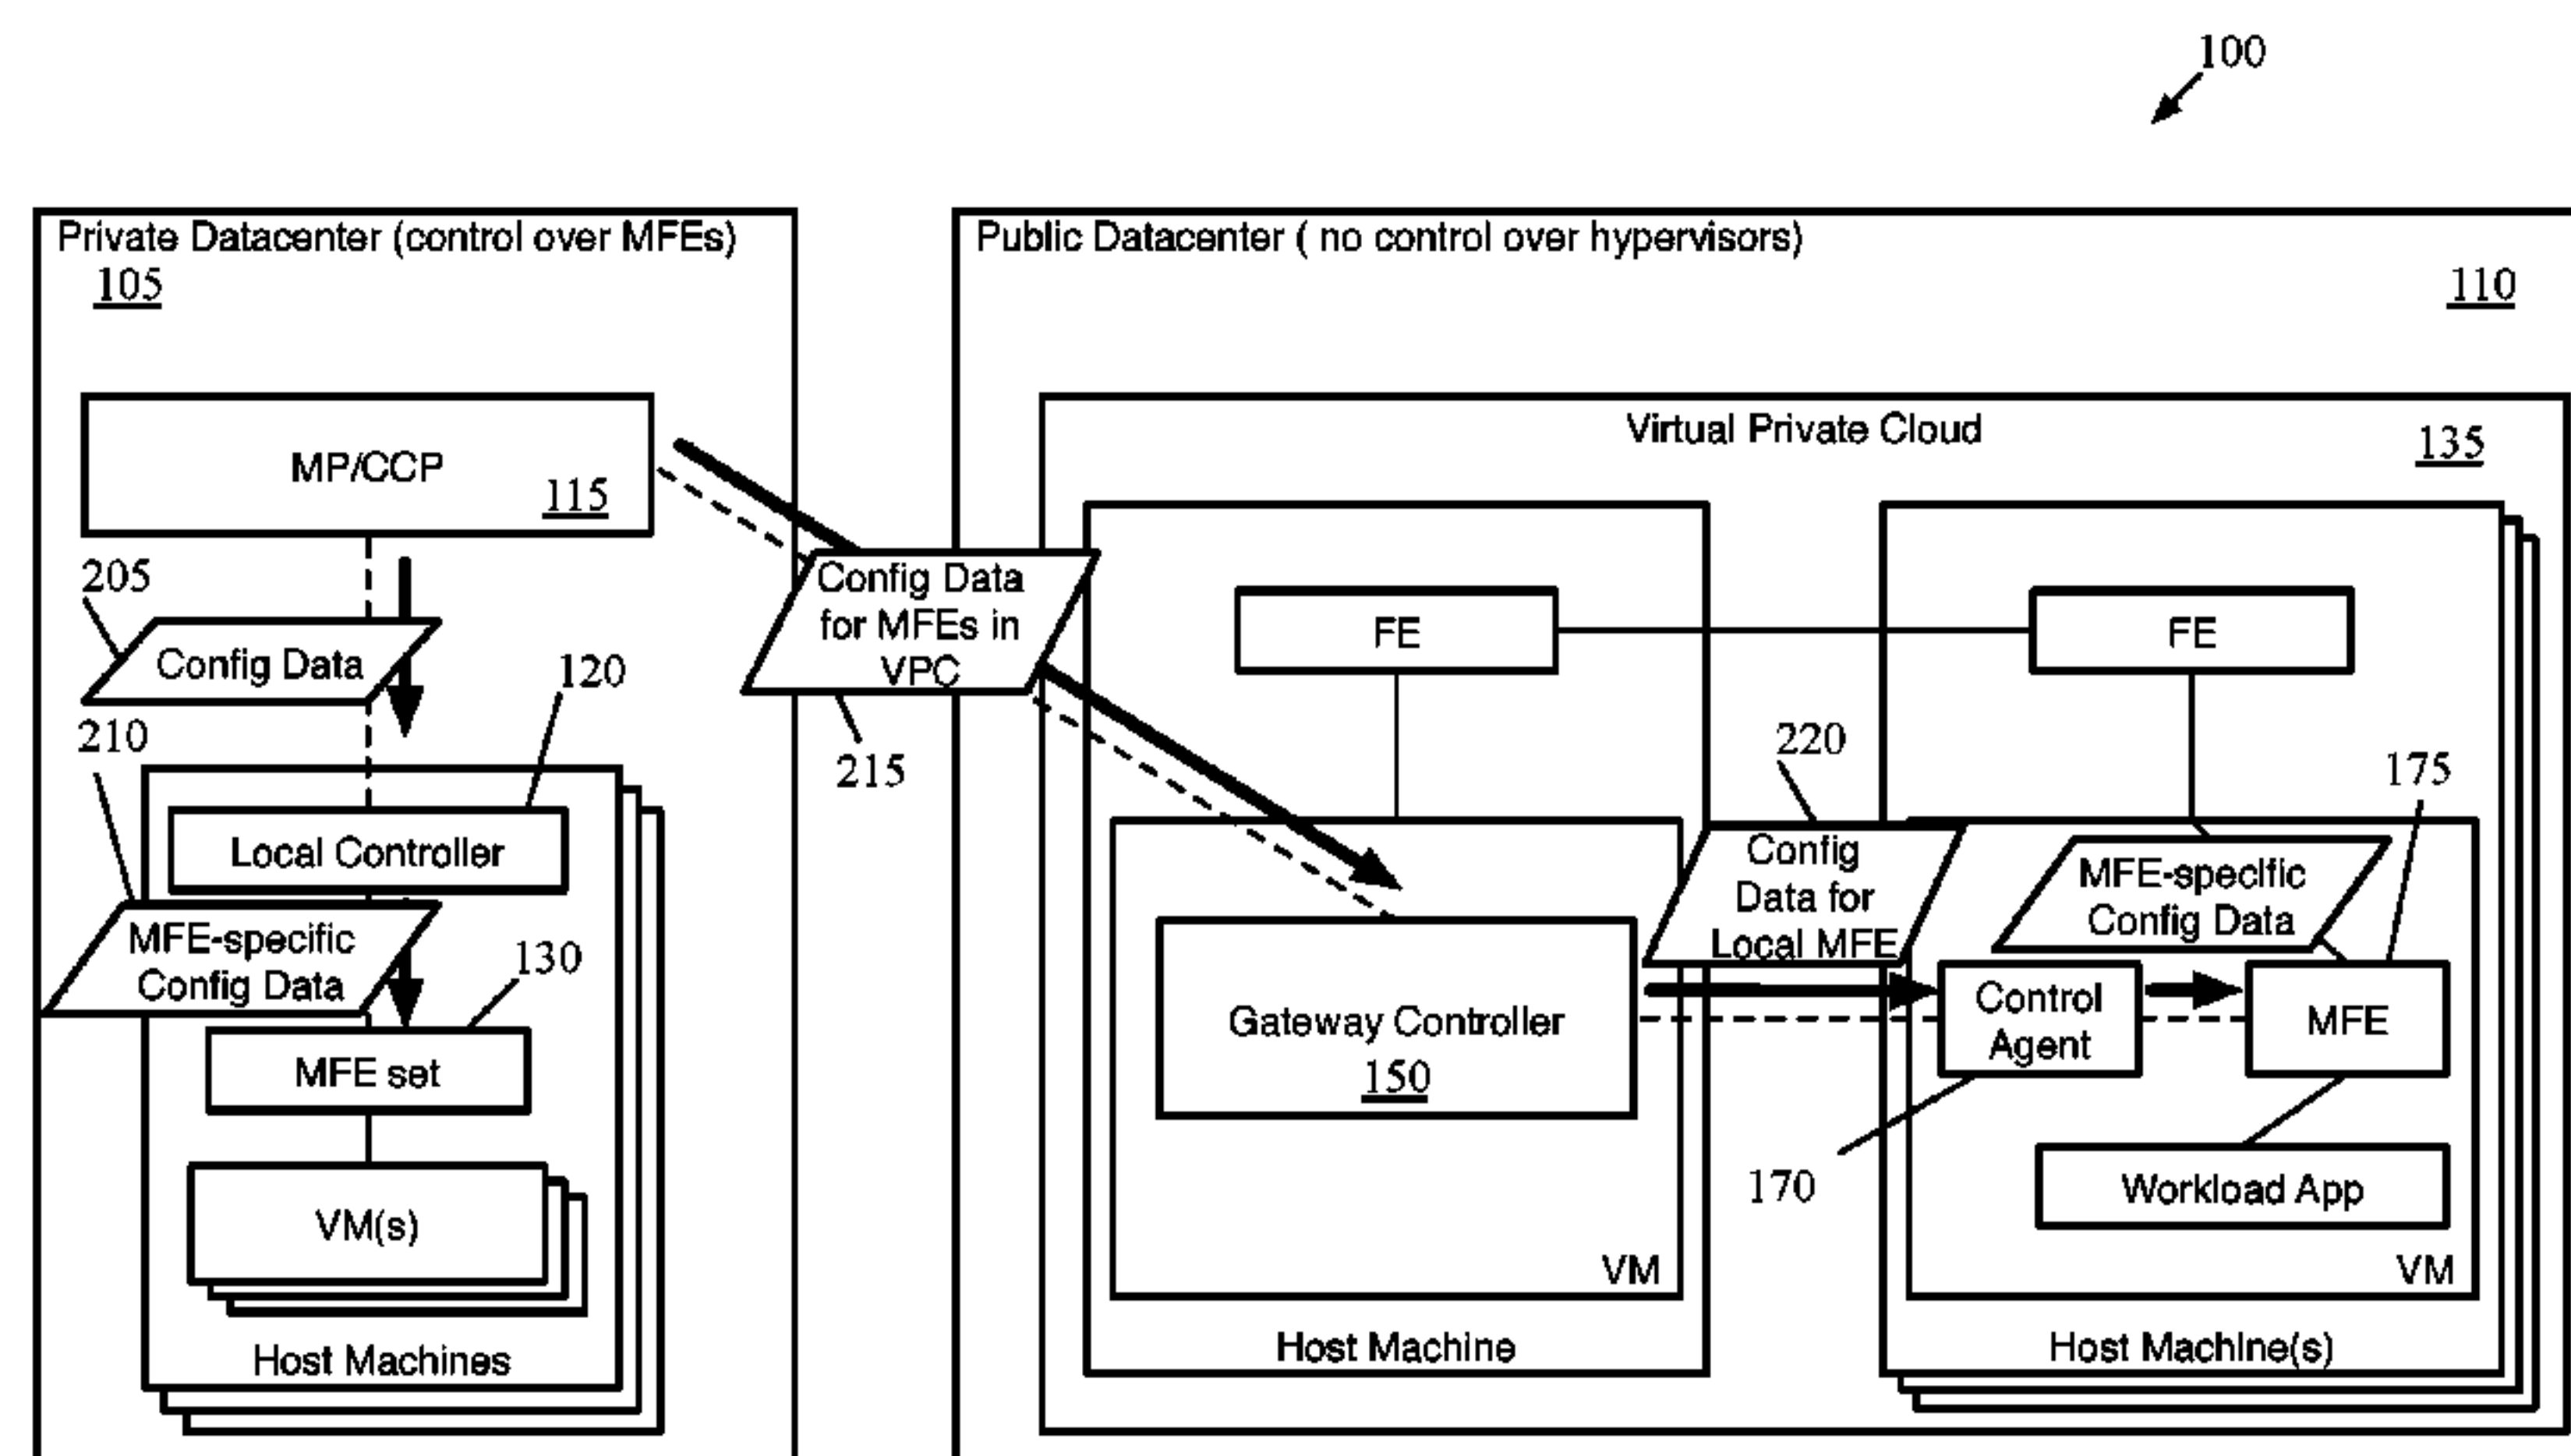 100
Private Datacenter (control over MFEs)
105
Public Datacenter ( no control over hypervisors)
110
MP/CCP
115
Virtual Private Cloud
135
205
Config Data
120
210
Local Controller
MFE-specific
Config Data
130
MFE set
VM(s)
Host Machines
Config Data
for MFEs in
VPC
215
FE
FE
220
175
Config
Data for
Local MFE
MFE-specific
Config Data
Gateway Controller
150
Control
Agent
MFE
170
Workload App
VM
VM
Host Machine
Host Machine(s)